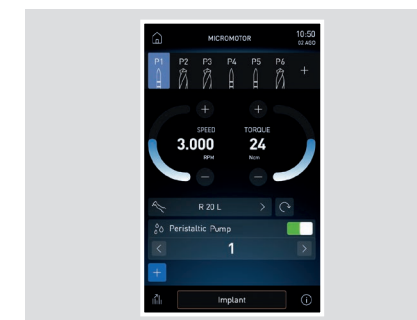 MICROMOTOR
10:50
02 AGO
P1 P2 P3 P4 P5 P6 +
+ +
SPEED TORQUE
3.000 24
RPM Ncm
− −
R 20 L >
Peristaltic Pump
< 1 >
+
Implant